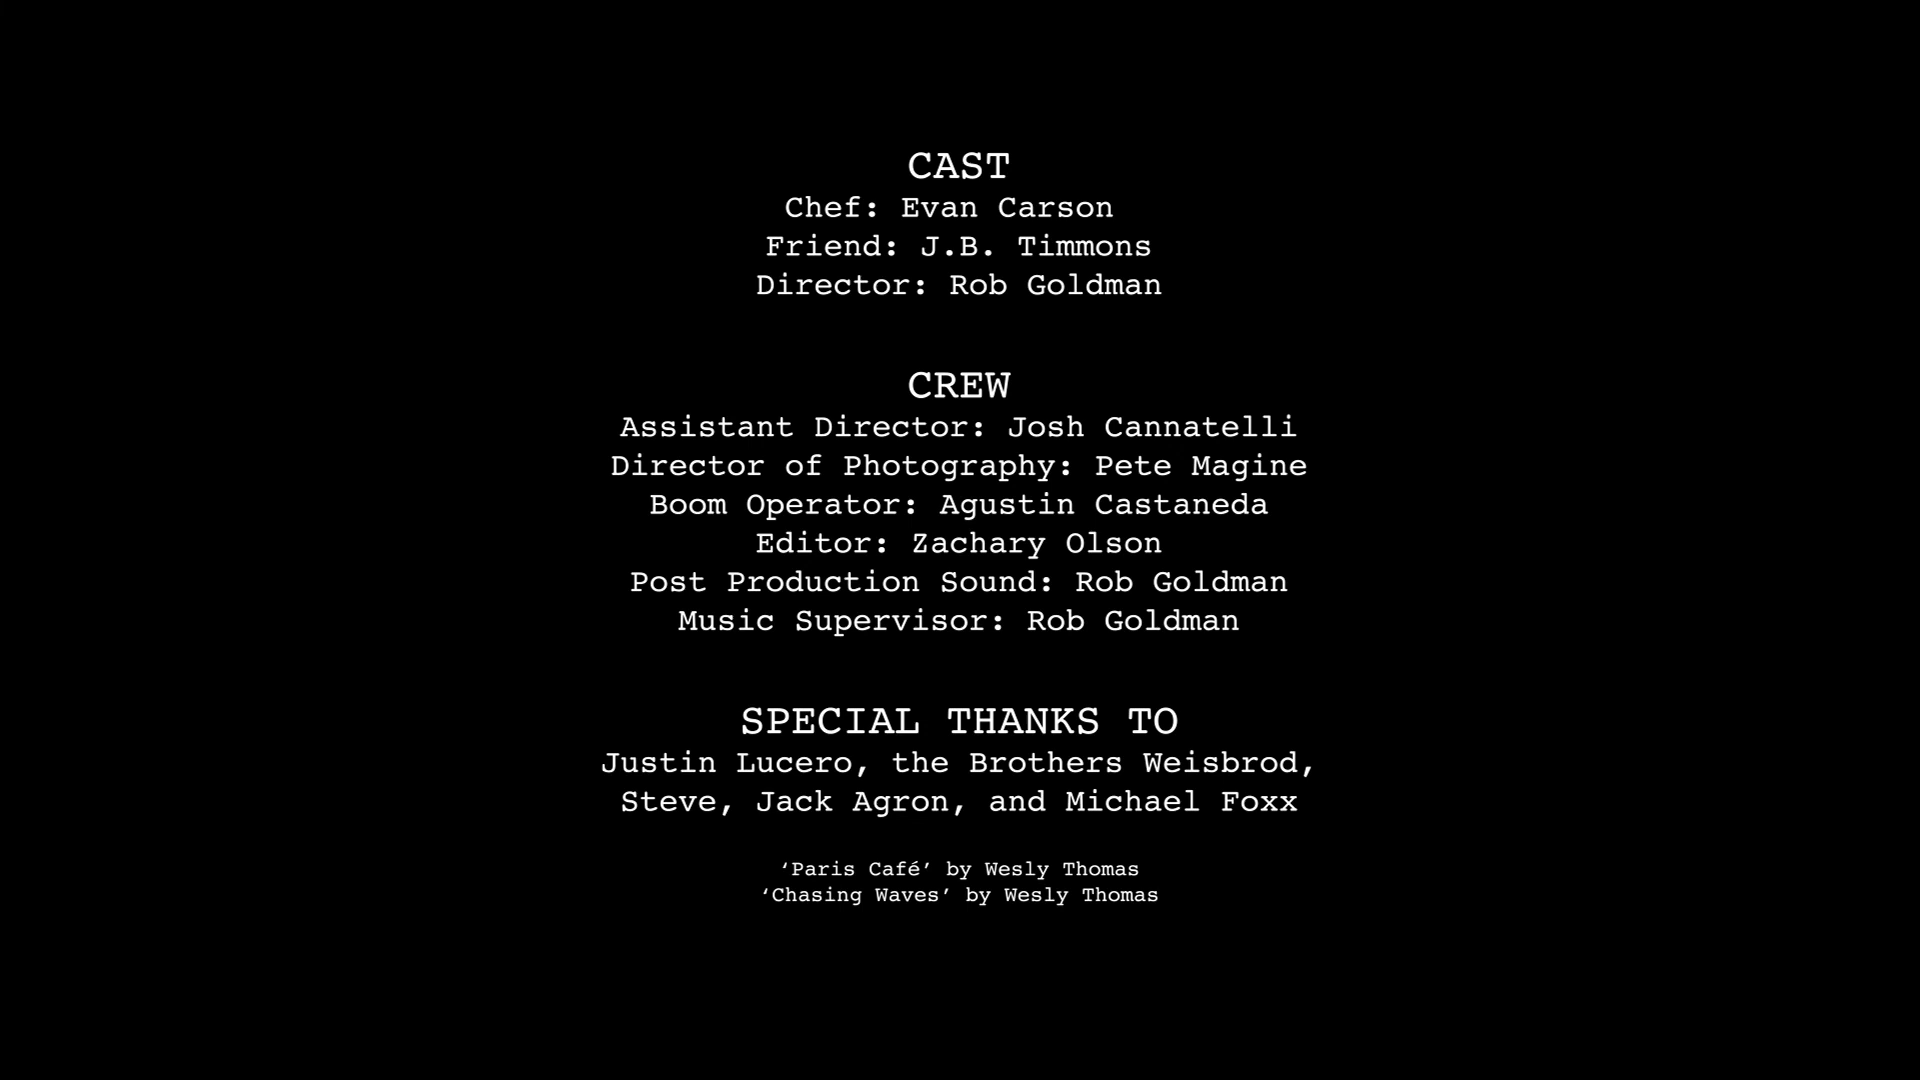 CAST
Chef: Evan Carson
Friend: J.B. Timmons
Director: Rob Goldman
CREW
Assistant Director: Josh Cannatelli
Director of Photography: Pete Magine
Boom Operator: Agustin Castaneda
Editor: Zachary Olson
Post Production Sound: Rob Goldman
Music Supervisor: Rob Goldman
SPECIAL THANKS TO
Justin Lucero, the Brothers Weisbrod,
Steve, Jack Agron, and Michael Foxx
‘Paris Café’ by Wesly Thomas
‘Chasing Waves’ by Wesly Thomas